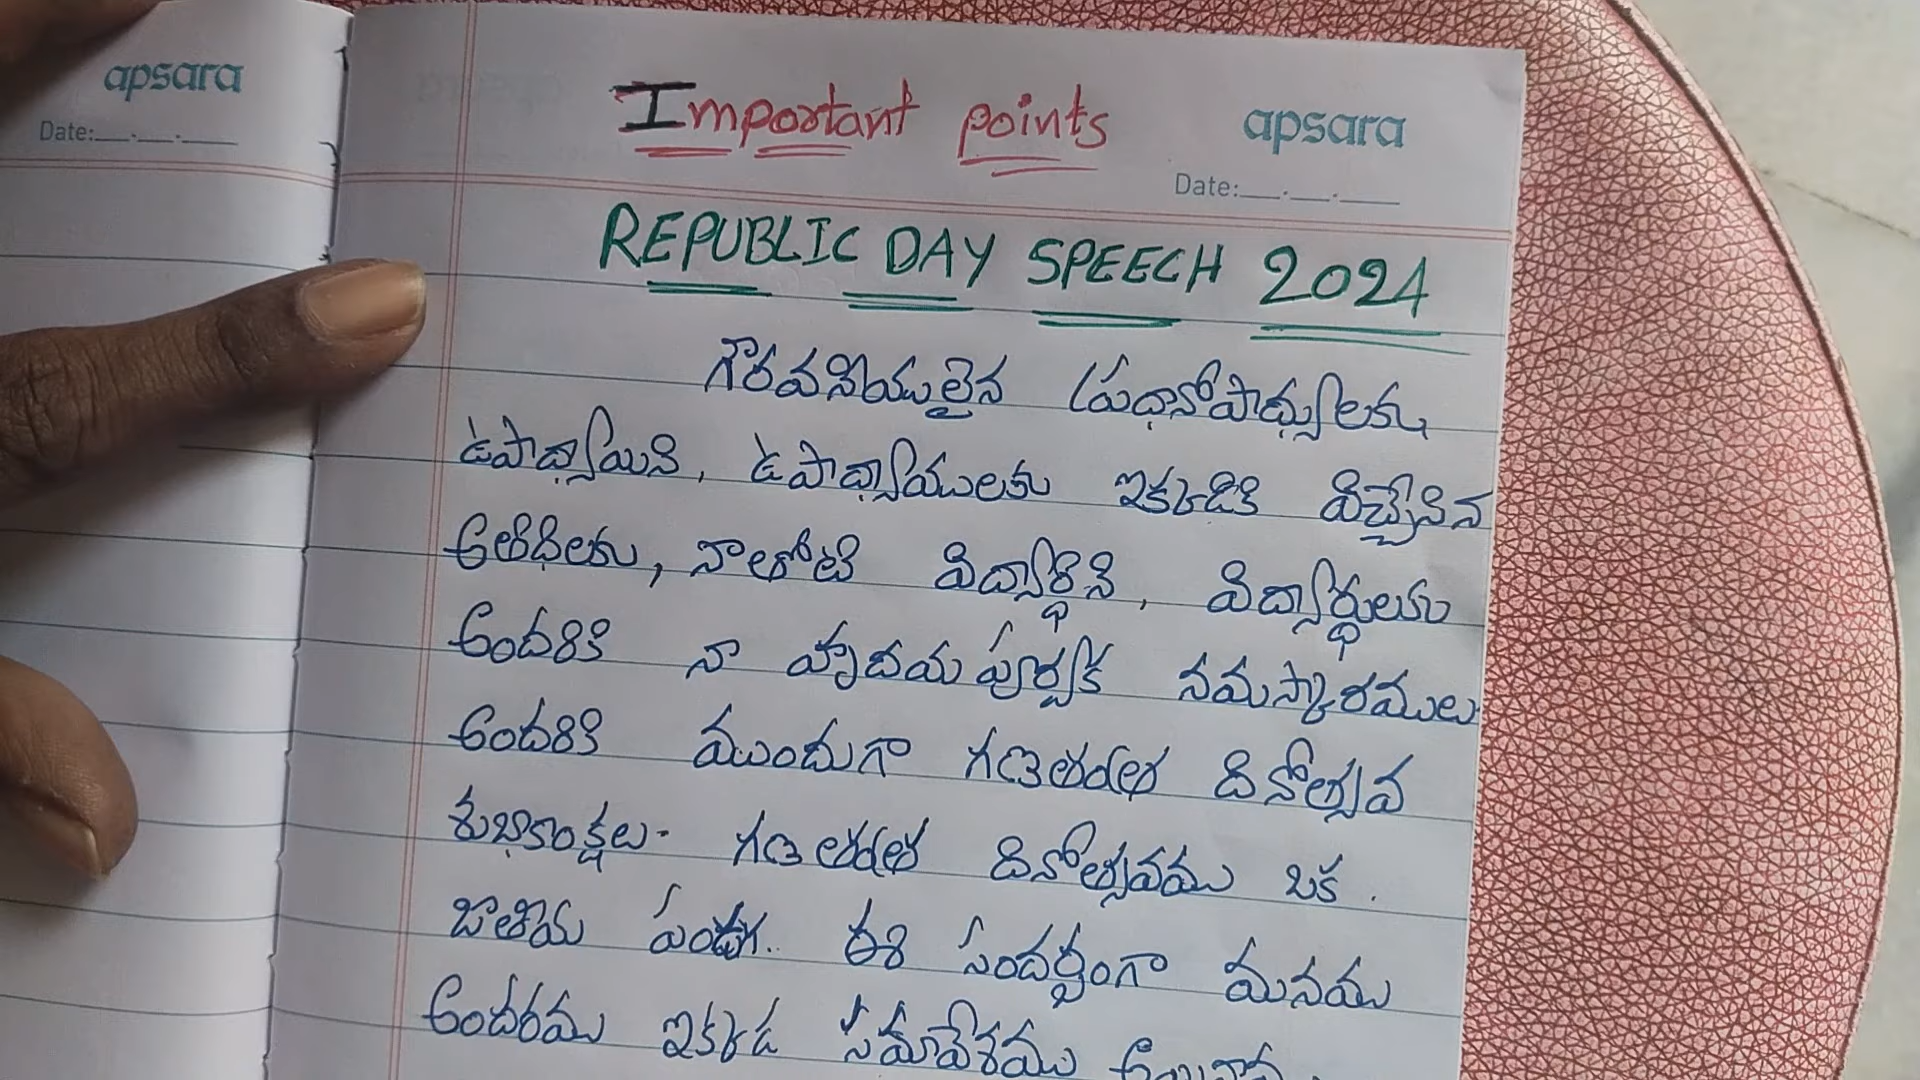 apsara
Date:
Important points
apsara
Date:
REPUBLIC DAY SPEECH 2024
గౌరవనీయులైన ప్రధానోపాధ్యులకు
ఉపాధ్యాయిని, ఉపాధ్యాయులకు ఇక్కడికి విచ్చేసిన
అతిథిలకు, నాతోటి విద్యార్థిని, విద్యార్థులకు
అందరికి నా హృదయ పూర్వక నమస్కారములు
అందరికి ముందుగా గణతంత్ర దినోత్సవ
శుభాకాంక్షలు. గణతంత్ర దినోత్సవము ఒక
జాతీయ పండుగ. ఈ సందర్భంగా మనము
అందరము ఇక్కడ సమావేశము